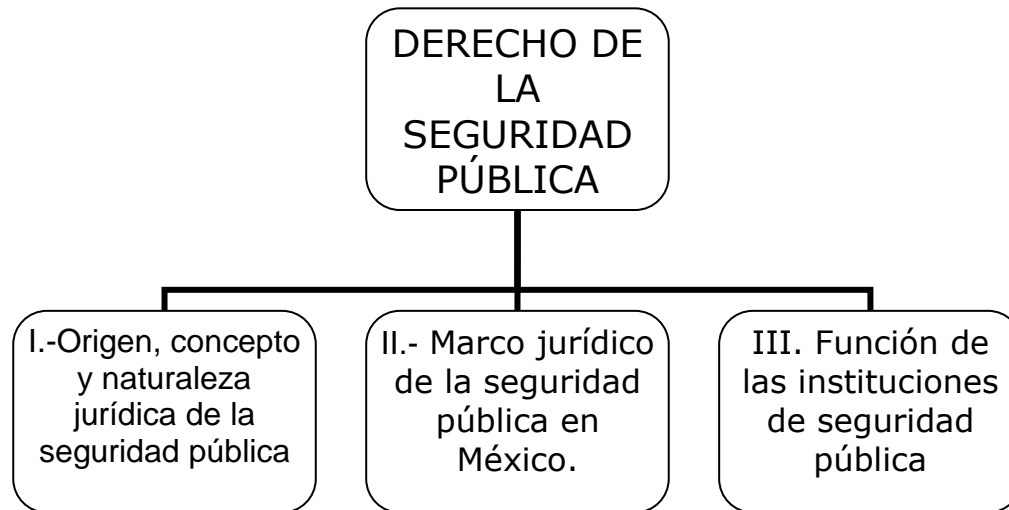 DERECHO DE
LA
SEGURIDAD
PÚBLICA
I.-Origen, concepto
y naturaleza
jurídica de la
seguridad pública
II.- Marco jurídico
de la seguridad
pública en
México.
III. Función de
las instituciones
de seguridad
pública